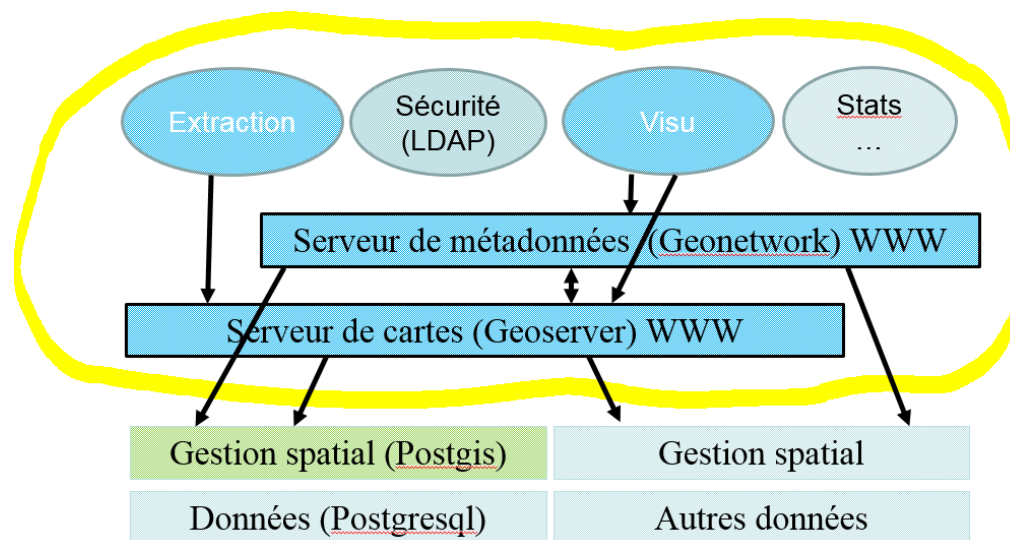 Extraction
Sécurité
(LDAP)
Visu
Stats
...
Serveur de métadonnées (Geonetwork) WWW
Serveur de cartes (Geoserver) WWW
Gestion spatial (Postgis)
Gestion spatial
Données (Postgresql)
Autres données